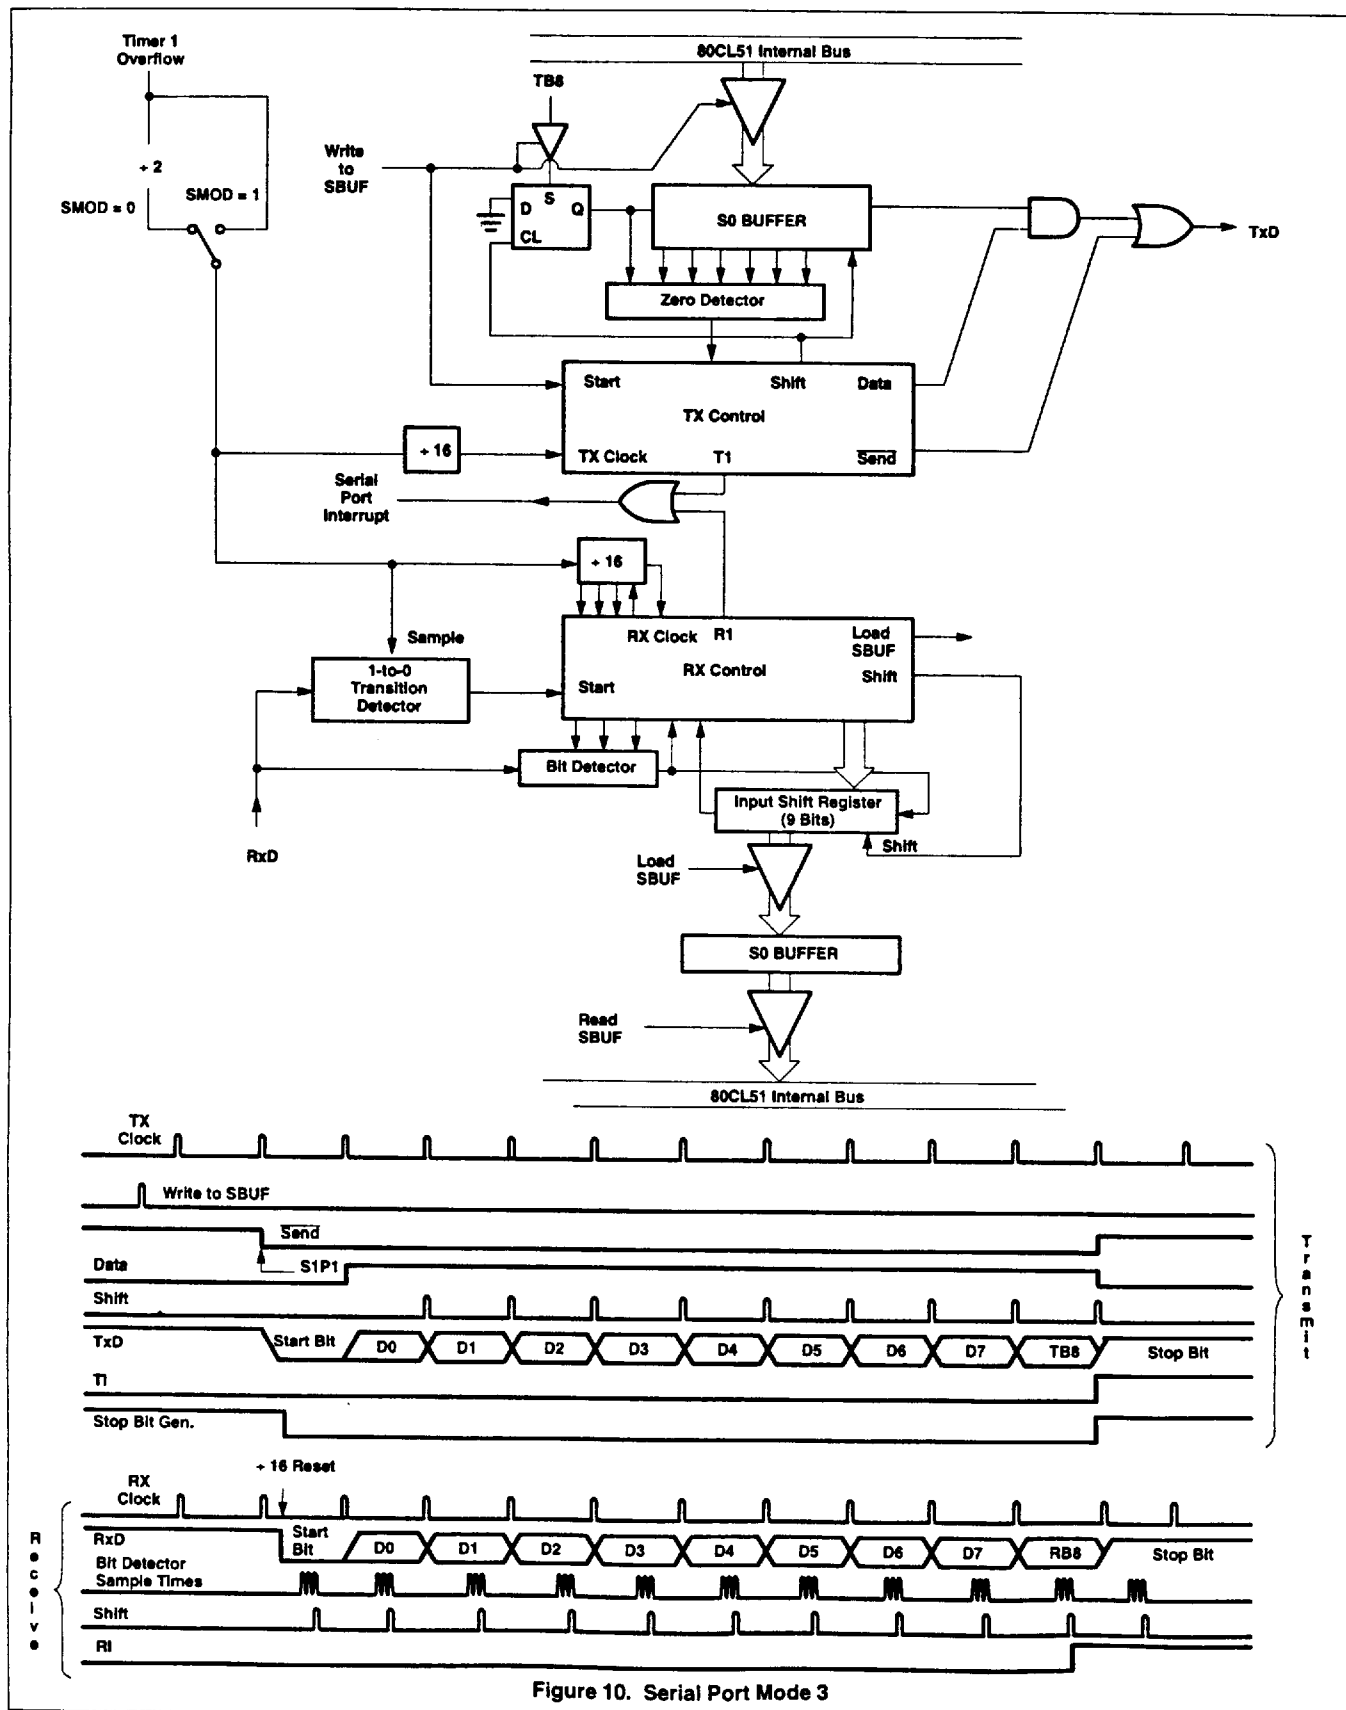 Timer 1
Overflow
80CL51 Internal Bus
TB8
÷ 2
Write
to
SBUF
SMOD = 1
SMOD = 0
S
D
Q
CL
S0 BUFFER
TxD
Zero Detector
Start
Shift
Data
TX Control
÷ 16
TX Clock
T1
Send
Serial
Port
Interrupt
÷ 16
Sample
RX Clock
R1
Load
SBUF
1-to-0
Transition
Detector
RX Control
Shift
Start
Bit Detector
Input Shift Register
(9 Bits)
RxD
Shift
Load
SBUF
S0 BUFFER
Read
SBUF
80CL51 Internal Bus
TX
Clock
Write to SBUF
Send
Data
S1P1
Shift
TxD
Start Bit
D0
D1
D2
D3
D4
D5
D6
D7
TB8
Stop Bit
TI
Stop Bit Gen.
Transmit
÷ 16 Reset
RX
Clock
RxD
Start
Bit
D0
D1
D2
D3
D4
D5
D6
D7
RB8
Stop Bit
Bit Detector
Sample Times
Shift
RI
Receive
Figure 10. Serial Port Mode 3